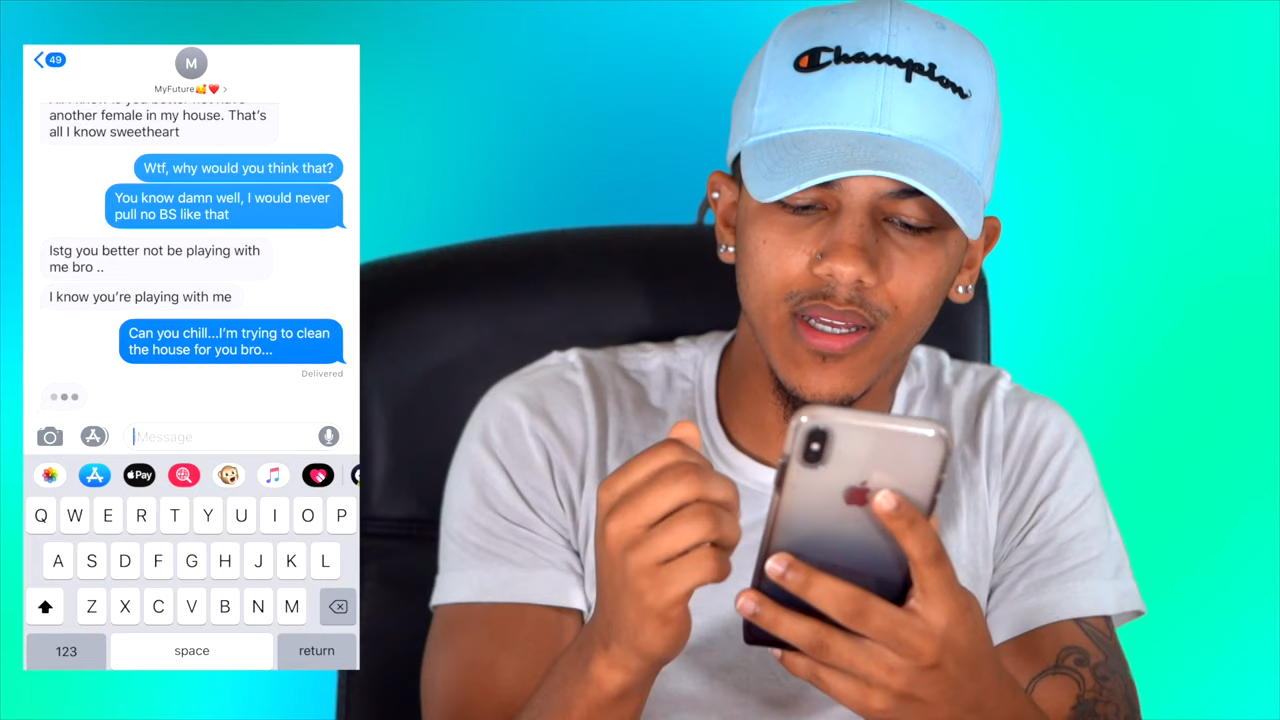 49
M
MyFuture🥰❤️ >
another female in my house. That's
all I know sweetheart
Wtf, why would you think that?
You know damn well, I would never
pull no BS like that
Istg you better not be playing with
me bro ..
I know you're playing with me
Can you chill...I'm trying to clean
the house for you bro...
Delivered
iMessage
Pay
Q W E R T Y U I O P
A S D F G H J K L
Z X C V B N M
123 space return
Champion